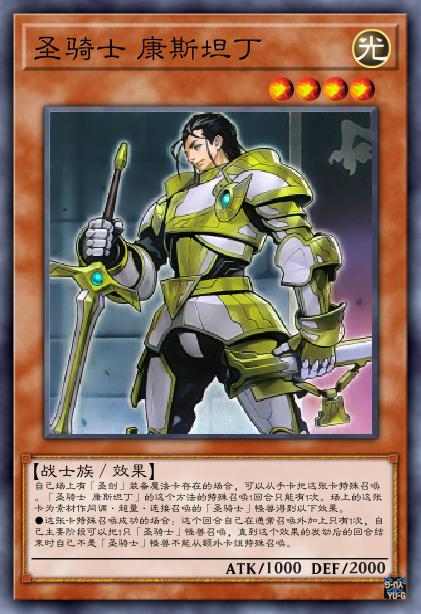 圣骑士 康斯坦丁
光
【战士族／效果】
自己场上有「圣剑」装备魔法卡存在的场合，可以从手卡把这张卡特殊召唤
。「圣骑士 康斯坦丁」的这个方法的特殊召唤1回合只能有1次。场上的这张
卡为素材作同调·超量·连接召唤的「圣骑士」怪兽得到以下效果。
●这张卡特殊召唤成功的场合：这个回合自己在通常召唤外加上只有1次，自
己主要阶段可以把1只「圣骑士」怪兽召唤，直到这个效果的发动后的回合结
束时自己不是「圣骑士」怪兽不能从额外卡组特殊召唤。
ATK/1000 DEF/2000
YU-G